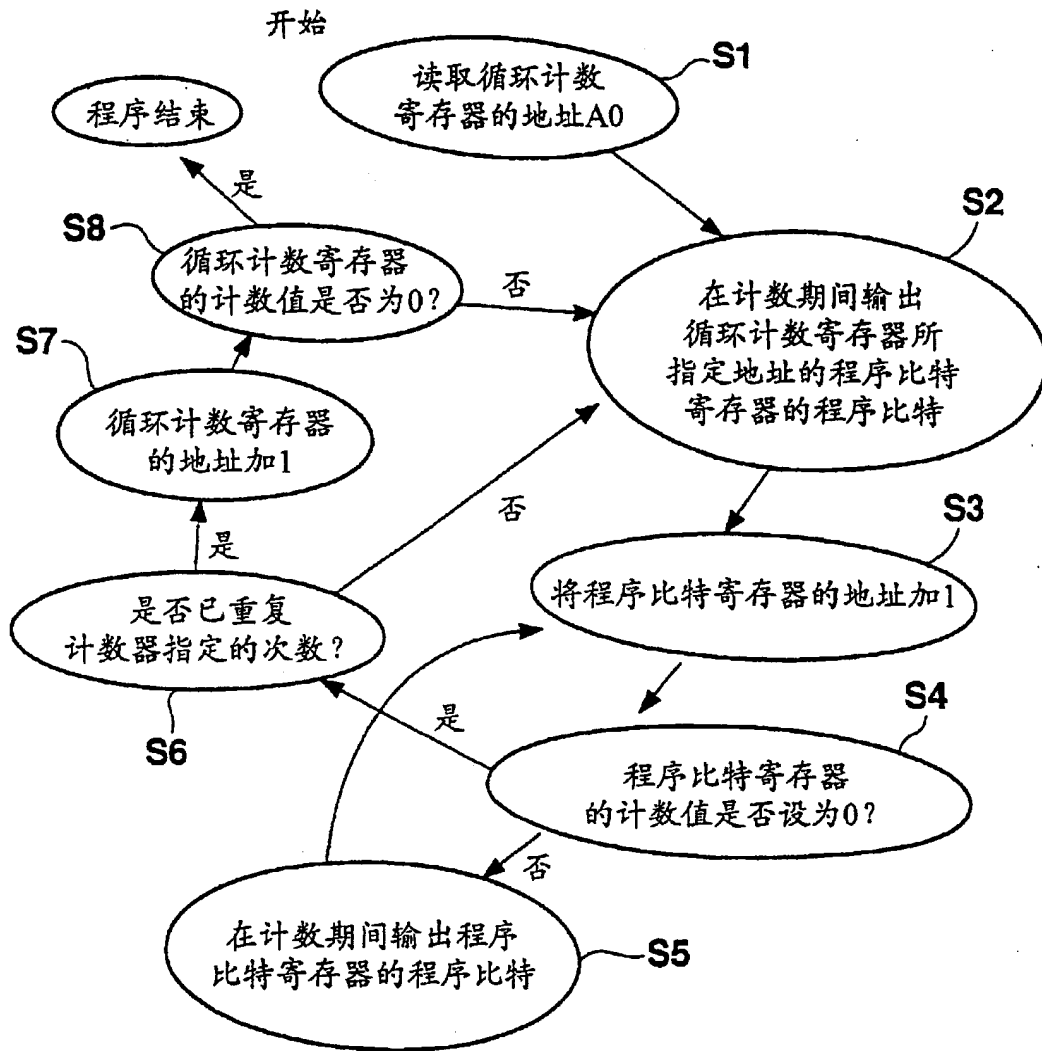 开始
S1
读取循环计数
寄存器的地址A0
程序结束
是
S8
循环计数寄存器
的计数值是否为0?
否
S2
在计数期间输出
循环计数寄存器所
指定地址的程序比特
寄存器的程序比特
S7
循环计数寄存器
的地址加1
是
否
S3
将程序比特寄存器的地址加1
是否已重复
计数器指定的次数?
S6
是
S4
程序比特寄存器
的计数值是否设为0?
否
在计数期间输出程序
比特寄存器的程序比特
S5